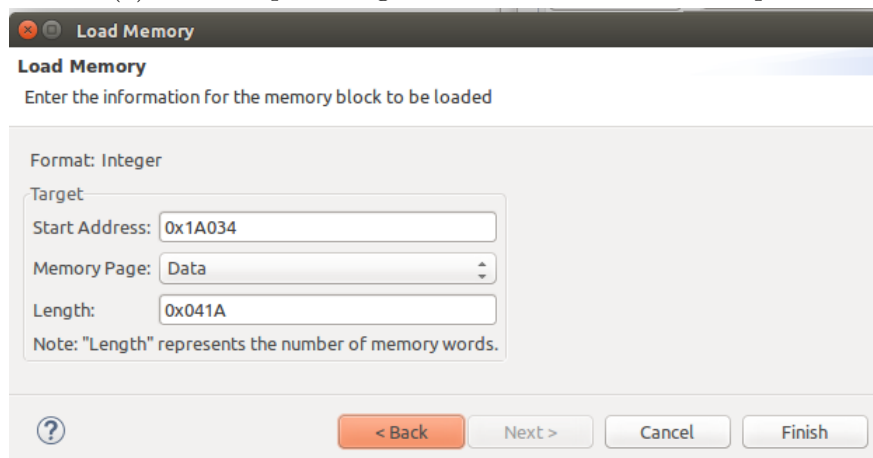 Load Memory
Load Memory
Enter the information for the memory block to be loaded
Format: Integer
Target
Start Address: 0x1A034
Memory Page: Data
Length: 0x041A
Note: "Length" represents the number of memory words.
? < Back Next > Cancel Finish